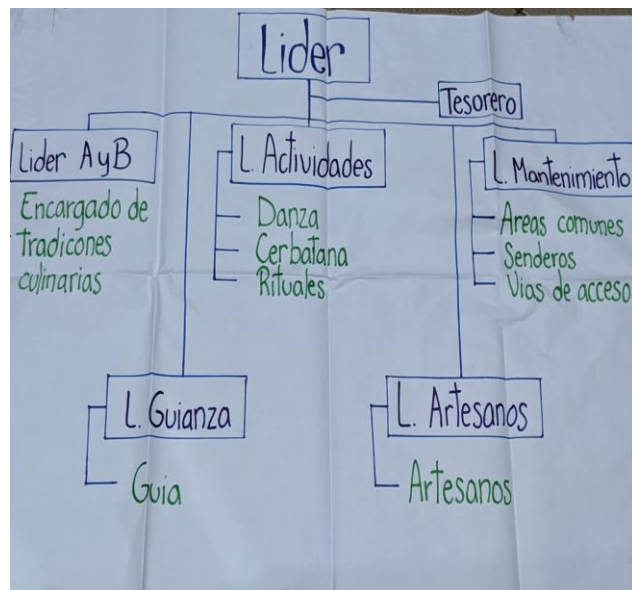 Lider
Tesorero
Lider AyB
Encargado de
Tradicones
culinarias
L. Actividades
Danza
Cerbatana
Rituales
L. Mantenimiento
Areas comunes
Senderos
Vias de acceso
L. Guianza
Guia
L. Artesanos
Artesanos